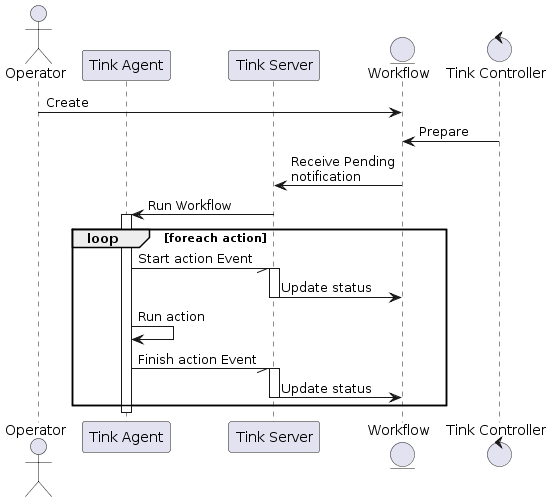 Operator
Tink Agent
Tink Server
Workflow
Tink Controller
Create
Prepare
Receive Pending
notification
Run Workflow
loop
[foreach action]
Start action Event
Update status
Run action
Finish action Event
Update status
Operator
Tink Agent
Tink Server
Workflow
Tink Controller